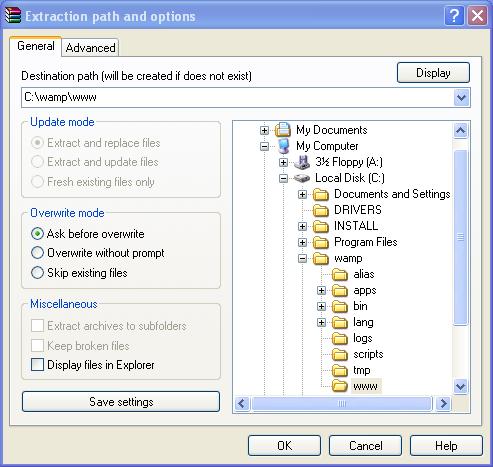 Extraction path and options
General
Advanced
Destination path (will be created if does not exist)
Display
C:\wamp\www
Update mode
Extract and replace files
Extract and update files
Fresh existing files only
Overwrite mode
Ask before overwrite
Overwrite without prompt
Skip existing files
Miscellaneous
Extract archives to subfolders
Keep broken files
Display files in Explorer
Save settings
My Documents
My Computer
3½ Floppy (A:)
Local Disk (C:)
Documents and Settings
DRIVERS
INSTALL
Program Files
wamp
alias
apps
bin
lang
logs
scripts
tmp
www
OK
Cancel
Help